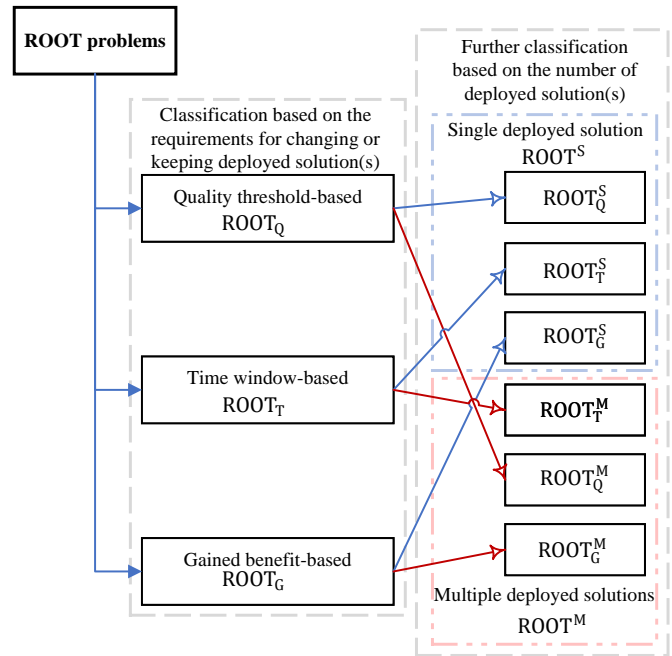 ROOT problems
Classification based on the
requirements for changing or
keeping deployed solution(s)
Quality threshold-based
ROOT_Q
Time window-based
ROOT_T
Gained benefit-based
ROOT_G
Further classification
based on the number of
deployed solution(s)
Single deployed solution
ROOT^S
ROOT_Q^S
ROOT_T^S
ROOT_G^S
ROOT_T^M
ROOT_Q^M
ROOT_G^M
Multiple deployed solutions
ROOT^M